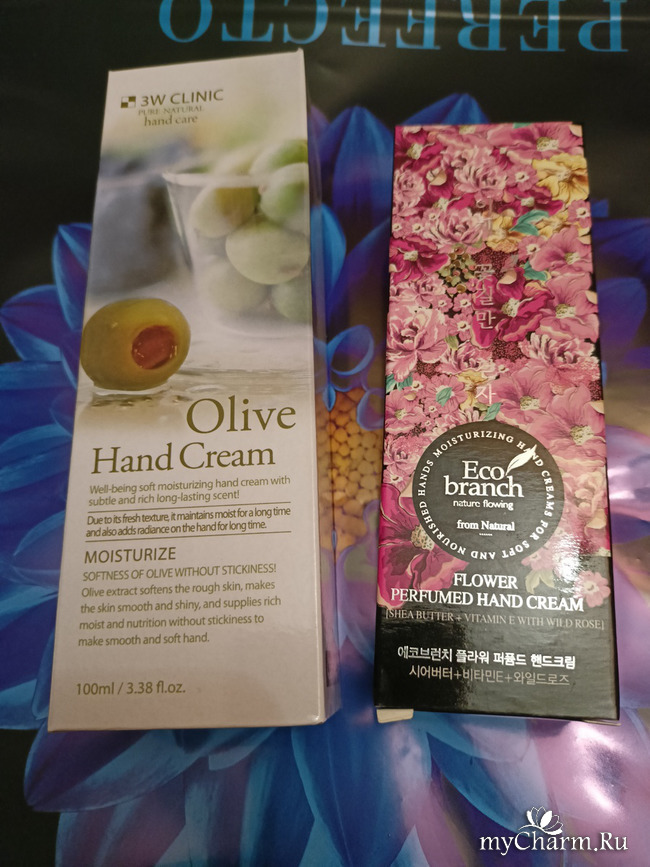 PERFECTO
3W CLINIC
PURE NATURAL
hand care
Olive
Hand Cream
Well-being soft moisturizing hand cream with
subtle and rich long-lasting scent!
Due to its fresh texture, it maintains moist for a long time
and also adds radiance on the hand for long time.
MOISTURIZE
SOFTNESS OF OLIVE WITHOUT STICKINESS!
Olive extract softens the rough skin, makes
the skin smooth and shiny, and supplies rich
moist and nutrition without stickiness to
make smooth and soft hand.
100ml / 3.38 fl.oz.
MOISTURIZING HAND CREAMS FOR SOFT AND NOURISHED HANDS
Eco
branch
nature flowing
from Natural
FLOWER
PERFUMED HAND CREAM
[SHEA BUTTER + VITAMIN E WITH WILD ROSE]
에코브런치 플라워 퍼퓸드 핸드크림
시어버터+비타민E+와일드로즈
myCharm.Ru